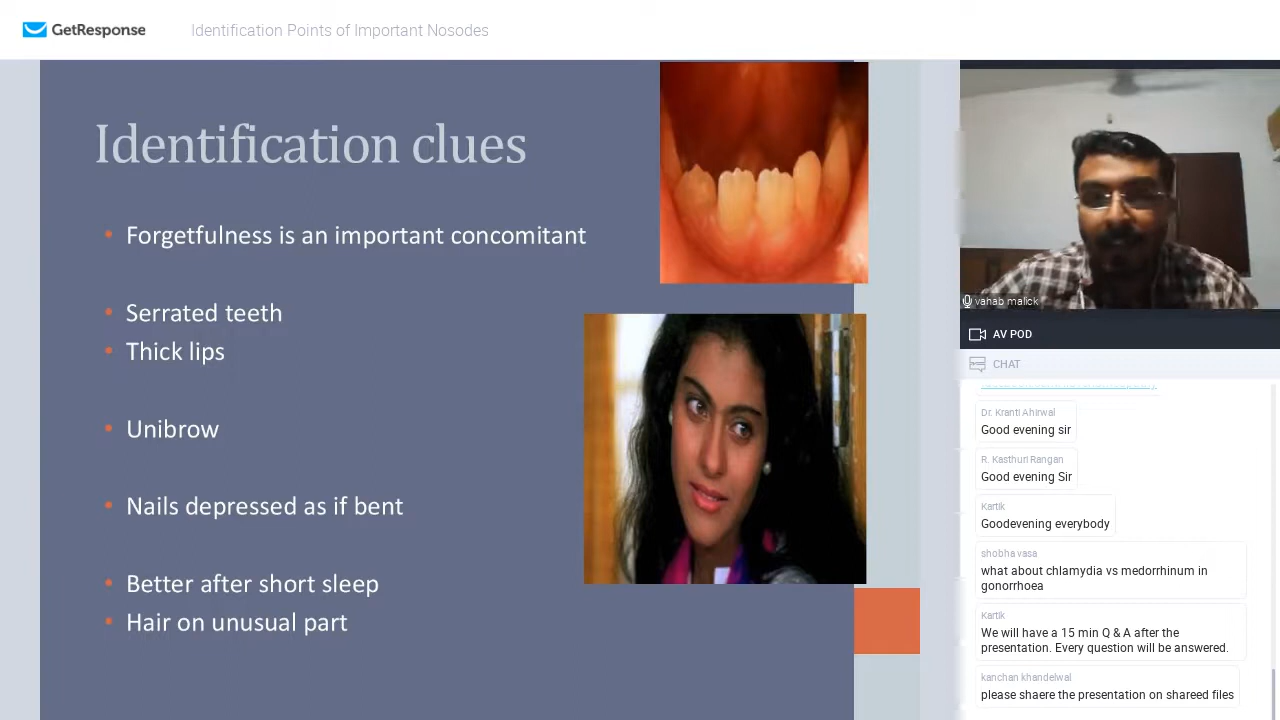 GetResponse
Identification Points of Important Nosodes
Identification clues
Forgetfulness is an important concomitant
Serrated teeth
Thick lips
Unibrow
Nails depressed as if bent
Better after short sleep
Hair on unusual part
vahab malick
AV POD
CHAT
Dr. Kranti Ahirwal
Good evening sir
R. Kasthuri Rangan
Good evening Sir
Kartik
Goodevening everybody
shobha vasa
what about chlamydia vs medorrhinum in
gonorrhoea
Kartik
We will have a 15 min Q & A after the
presentation. Every question will be answered.
kanchan khandelwal
please shaere the presentation on shareed files